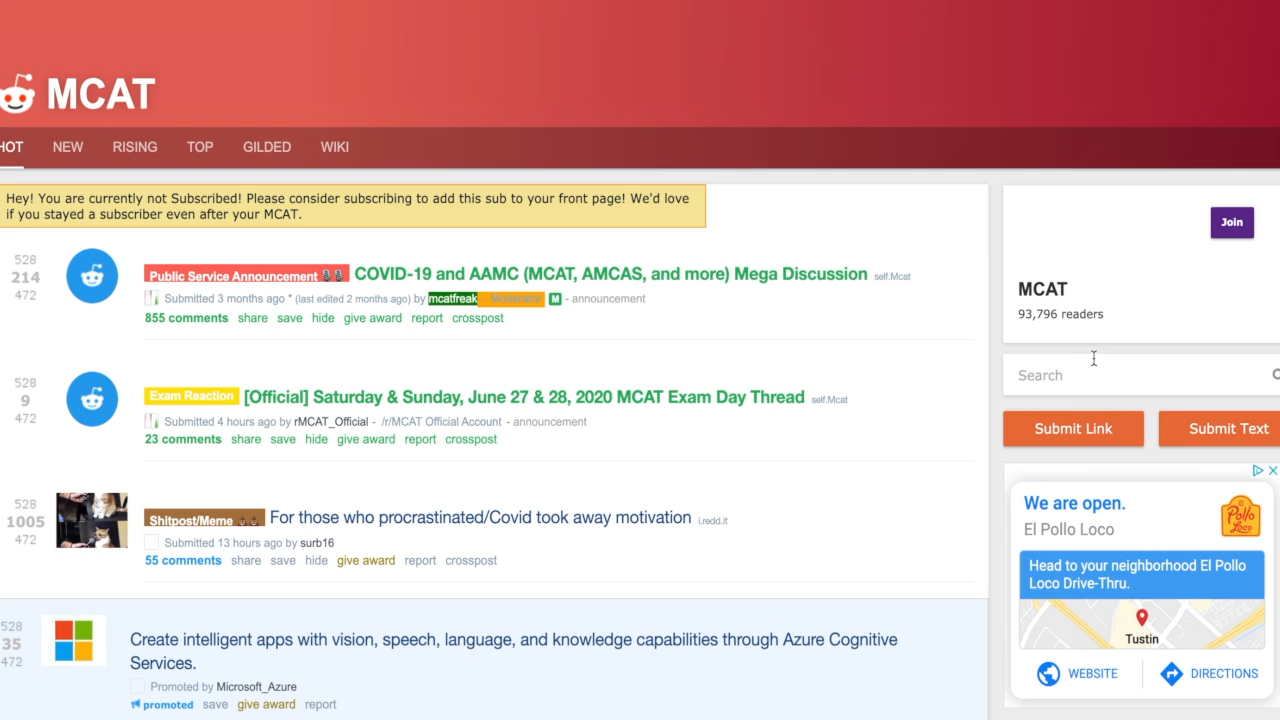 MCAT
HOT NEW RISING TOP GILDED WIKI
Hey! You are currently not Subscribed! Please consider subscribing to add this sub to your front page! We'd love
if you stayed a subscriber even after your MCAT.
528
214
472
Public Service Announcement COVID-19 and AAMC (MCAT, AMCAS, and more) Mega Discussion self.Mcat
Submitted 3 months ago * (last edited 2 months ago) by mcatfreak - Moderator M - announcement
855 comments share save hide give award report crosspost
528
9
472
Exam Reaction [Official] Saturday & Sunday, June 27 & 28, 2020 MCAT Exam Day Thread self.Mcat
Submitted 4 hours ago by rMCAT_Official - /r/MCAT Official Account - announcement
23 comments share save hide give award report crosspost
528
1005
472
Shitpost/Meme For those who procrastinated/Covid took away motivation i.redd.it
Submitted 13 hours ago by surb16
55 comments share save hide give award report crosspost
528
35
472
Create intelligent apps with vision, speech, language, and knowledge capabilities through Azure Cognitive
Services.
Promoted by Microsoft_Azure
promoted save give award report
Join
MCAT
93,796 readers
Search
Submit Link Submit Text
We are open.
El Pollo Loco
Pollo
Loco
Head to your neighborhood El Pollo
Loco Drive-Thru.
Tustin
WEBSITE DIRECTIONS